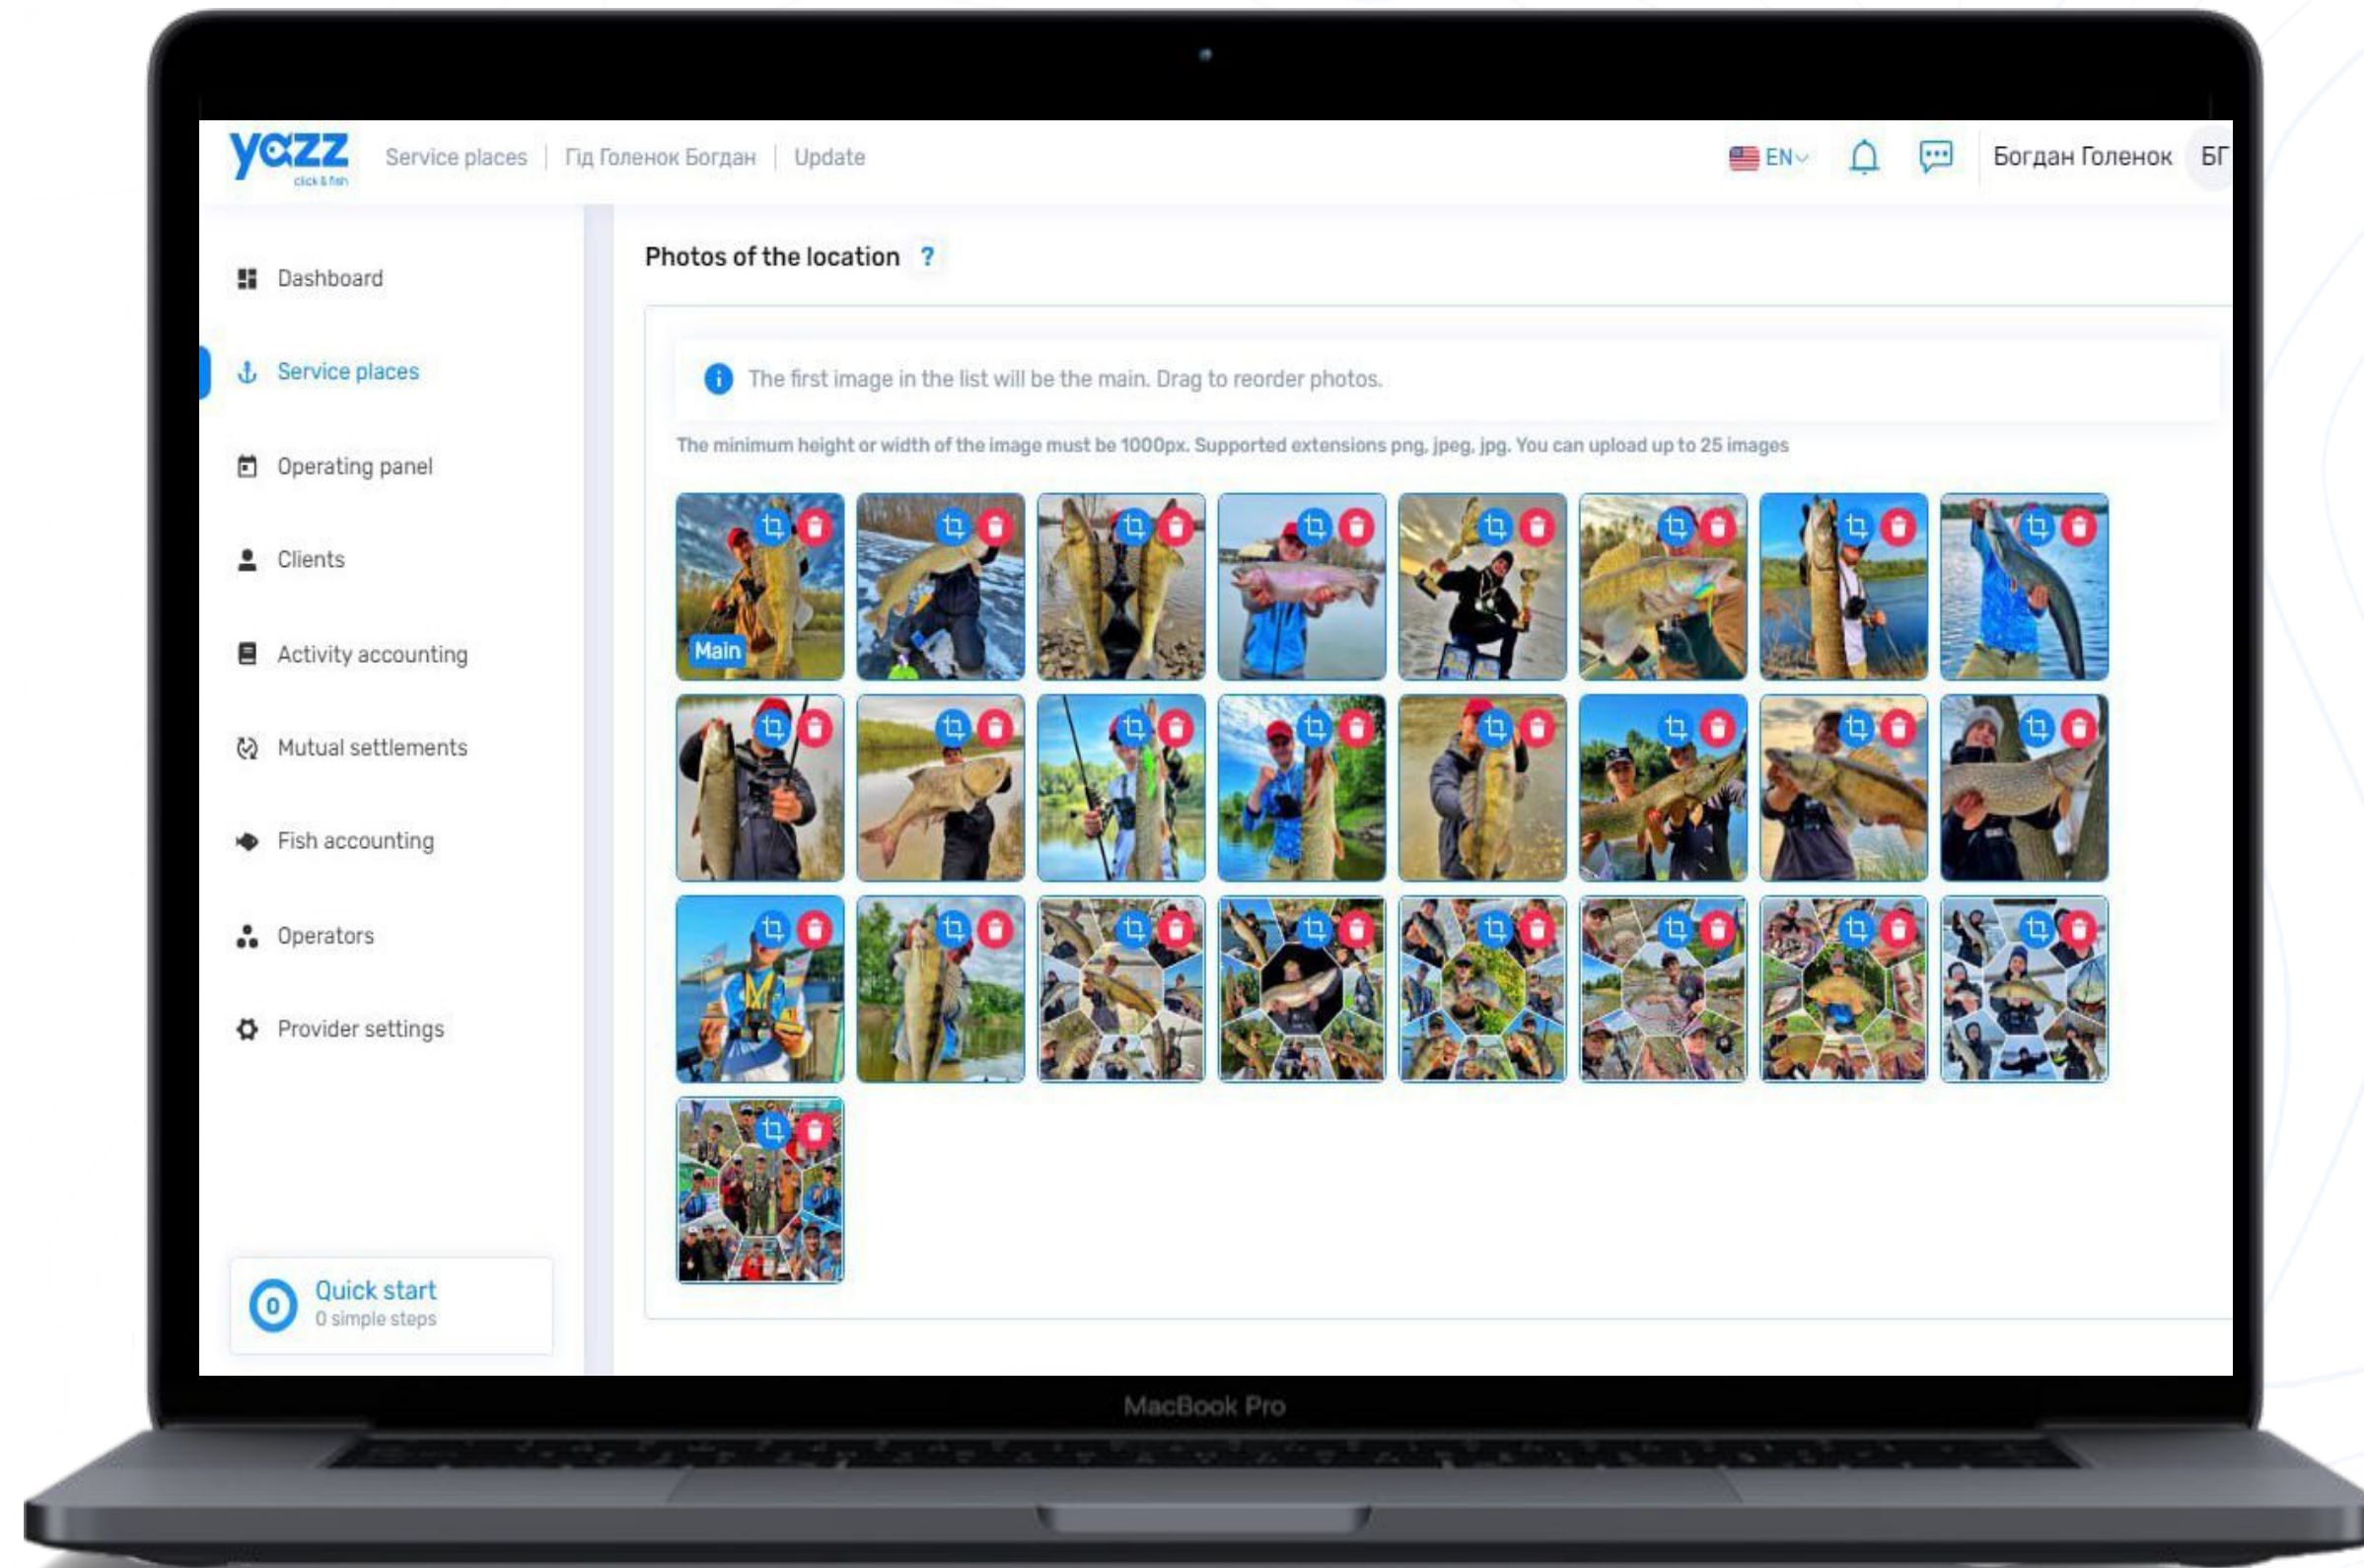 yazz
click & fish
Service places | Гід Голенок Богдан | Update
EN
Богдан Голенок БГ
Dashboard
Service places
Operating panel
Clients
Activity accounting
Mutual settlements
Fish accounting
Operators
Provider settings
0
Quick start
0 simple steps
Photos of the location ?
The first image in the list will be the main. Drag to reorder photos.
The minimum height or width of the image must be 1000px. Supported extensions png, jpeg, jpg. You can upload up to 25 images
Main
MacBook Pro